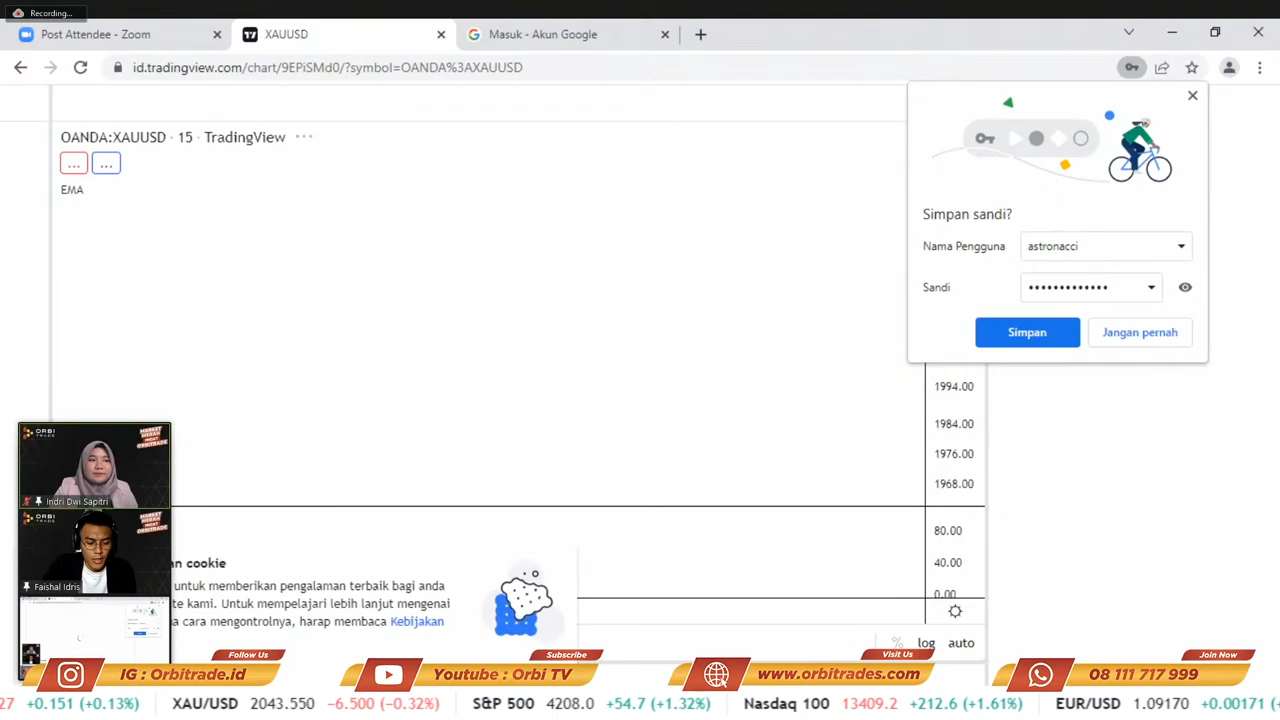 Recording...
Post Attendee - Zoom
XAUUSD
Masuk - Akun Google
id.tradingview.com/chart/9EPiSMd0/?symbol=OANDA%3AXAUUSD
OANDA:XAUUSD · 15 · TradingView ...
... ...
EMA
Simpan sandi?
Nama Pengguna astronacci
Sandi •••••••••••••
Simpan Jangan pernah
1994.00
1984.00
1976.00
1968.00
80.00
40.00
0.00
ORBI TRADE
Indri Dwi Sapitri
ORBI TRADE
Faishal Idris
an cookie
untuk memberikan pengalaman terbaik bagi anda
te kami. Untuk mempelajari lebih lanjut mengenai
a cara mengontrolnya, harap membaca Kebijakan
% log auto
Follow Us
IG : Orbitrade.id
Subscribe
Youtube : Orbi TV
Visit Us
www.orbitrades.com
Join Now
08 111 717 999
27 +0.151 (+0.13%) XAU/USD 2043.550 −6.500 (−0.32%) S&P 500 4208.0 +54.7 (+1.32%) Nasdaq 100 13409.2 +212.6 (+1.61%) EUR/USD 1.09170 +0.00171 (+0